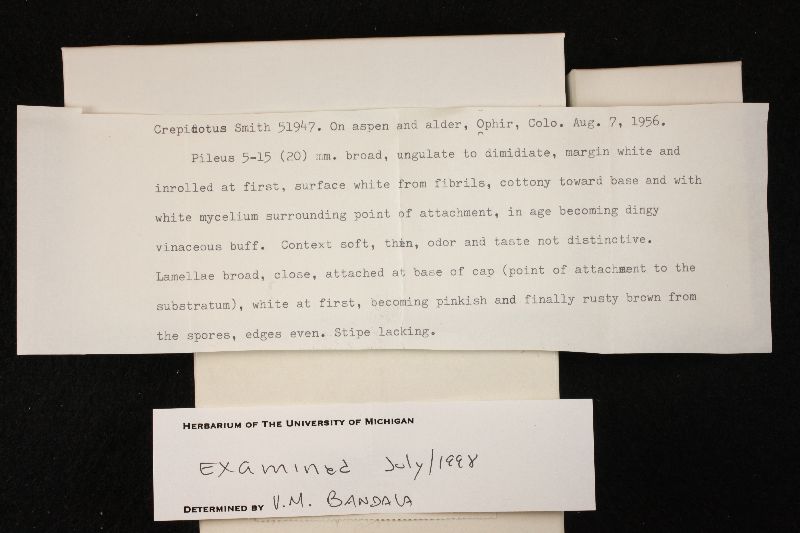 Crepidotus Smith 51947. On aspen and alder, Ophir, Colo. Aug. 7, 1956.
Pileus 5-15 (20) mm. broad, ungulate to dimidiate, margin white and
inrolled at first, surface white from fibrils, cottony toward base and with
white mycelium surrounding point of attachment, in age becoming dingy
vinaceous buff. Context soft, thin, odor and taste not distinctive.
Lamellae broad, close, attached at base of cap (point of attachment to the
substratum), white at first, becoming pinkish and finally rusty brown from
the spores, edges even. Stipe lacking.
HERBARIUM OF THE UNIVERSITY OF MICHIGAN
Examined July/1998
DETERMINED BY V.M. BANDALA